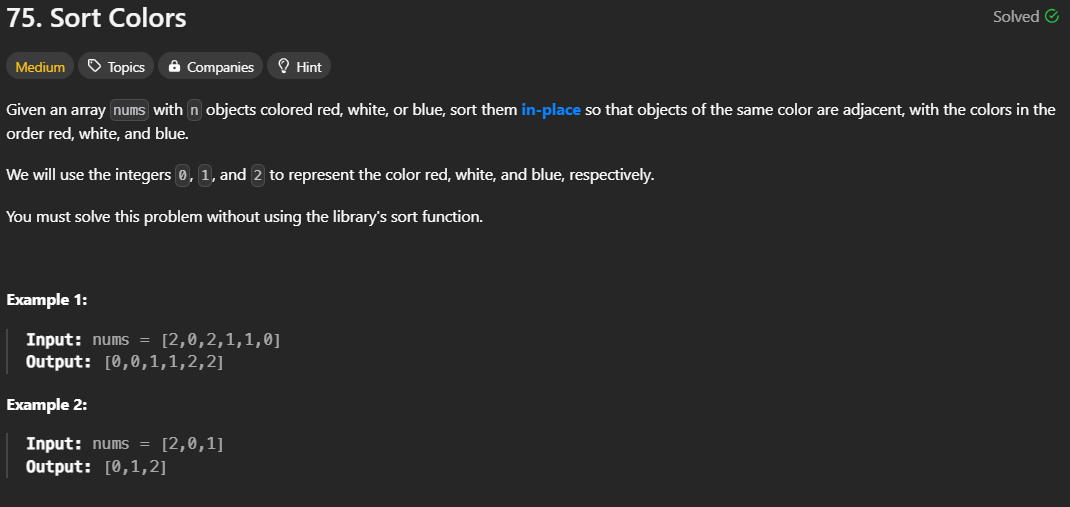 75. Sort Colors
Solved
Medium
Topics
Companies
Hint
Given an array nums with n objects colored red, white, or blue, sort them in-place so that objects of the same color are adjacent, with the colors in the
order red, white, and blue.
We will use the integers 0, 1, and 2 to represent the color red, white, and blue, respectively.
You must solve this problem without using the library's sort function.
Example 1:
Input: nums = [2,0,2,1,1,0]
Output: [0,0,1,1,2,2]
Example 2:
Input: nums = [2,0,1]
Output: [0,1,2]